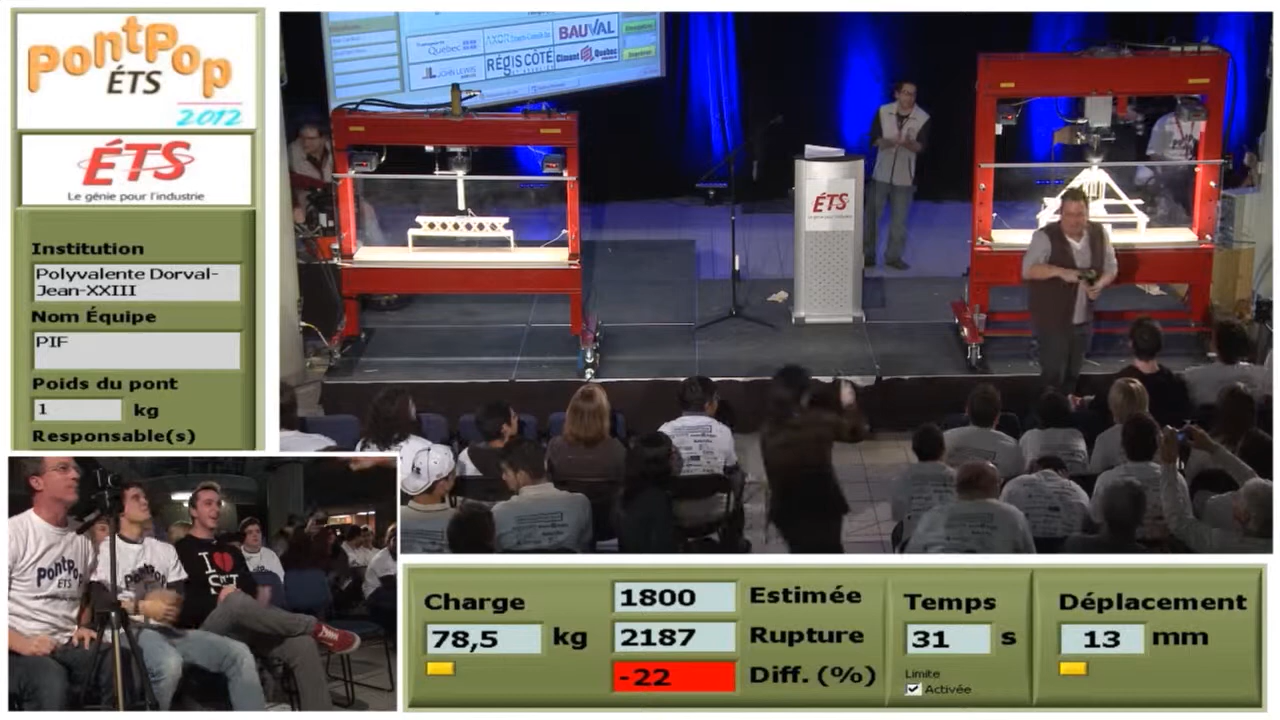 PontPop
ÉTS
2012
ÉTS
Le génie pour l'industrie
Institution
Polyvalente Dorval-
Jean-XXIII
Nom Équipe
PIF
Poids du pont
1 kg
Responsable(s)
Québec
BAUVAL
JOHN LEWIS
RÉGIS CÔTÉ
Ciment Québec
ÉTS
PontPop
ÉTS
PontPop
I
Charge
78,5 kg
1800 Estimée
2187 Rupture
-22 Diff. (%)
Temps
31 s
Limite
Activée
Déplacement
13 mm